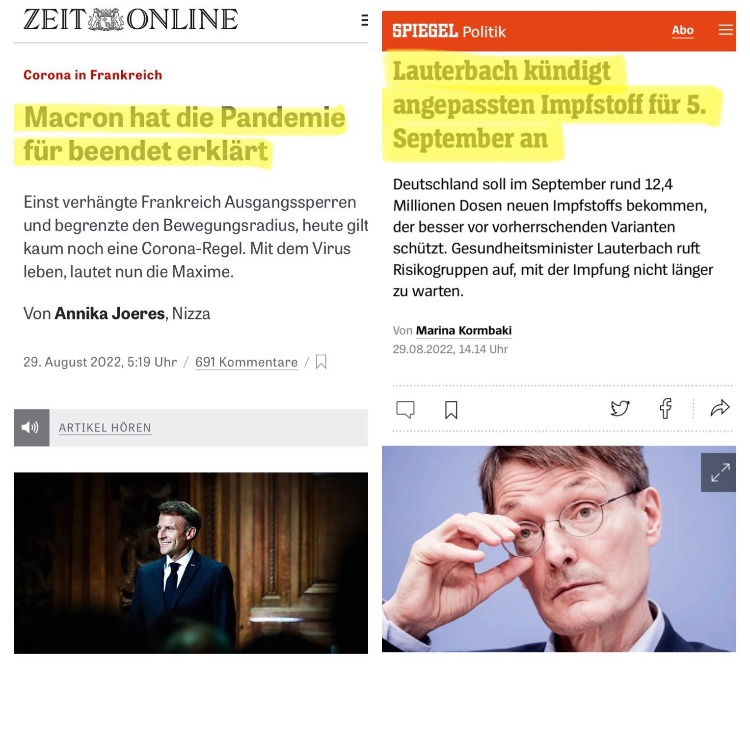 ZEIT ONLINE
Corona in Frankreich
Macron hat die Pandemie
für beendet erklärt
Einst verhängte Frankreich Ausgangssperren
und begrenzte den Bewegungsradius, heute gilt
kaum noch eine Corona-Regel. Mit dem Virus
leben, lautet nun die Maxime.
Von Annika Joeres, Nizza
29. August 2022, 5:19 Uhr / 691 Kommentare /
ARTIKEL HÖREN
SPIEGEL Politik
Abo
Lauterbach kündigt
angepassten Impfstoff für 5.
September an
Deutschland soll im September rund 12,4
Millionen Dosen neuen Impfstoffs bekommen,
der besser vor vorherrschenden Varianten
schützt. Gesundheitsminister Lauterbach ruft
Risikogruppen auf, mit der Impfung nicht länger
zu warten.
Von Marina Kormbaki
29.08.2022, 14.14 Uhr